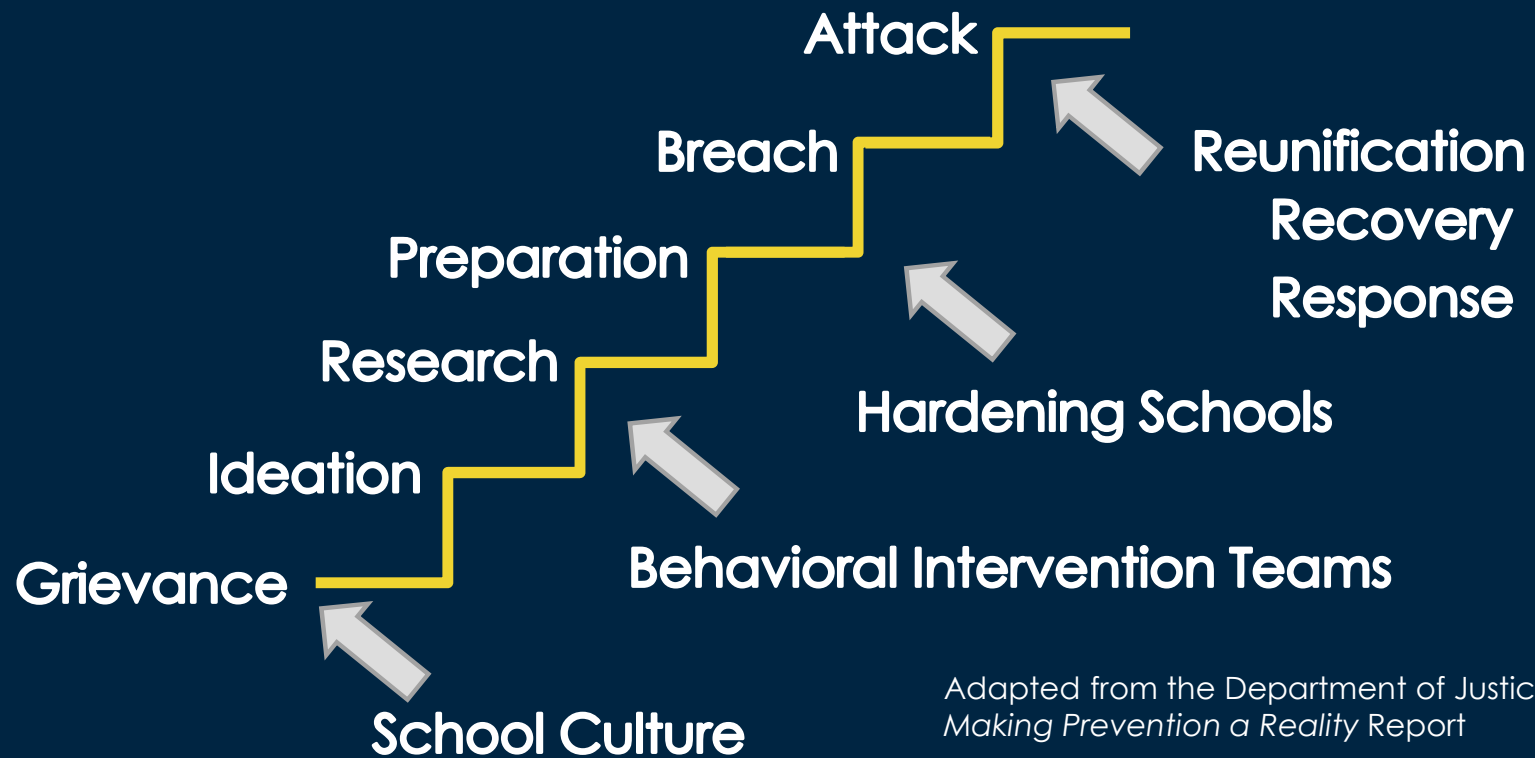 Attack
Breach
Reunification
Recovery
Preparation
Response
Research
Hardening Schools
Ideation
Behavioral Intervention Teams
Grievance
Adapted from the Department of Justic
Making Prevention a Reality Report
School Culture